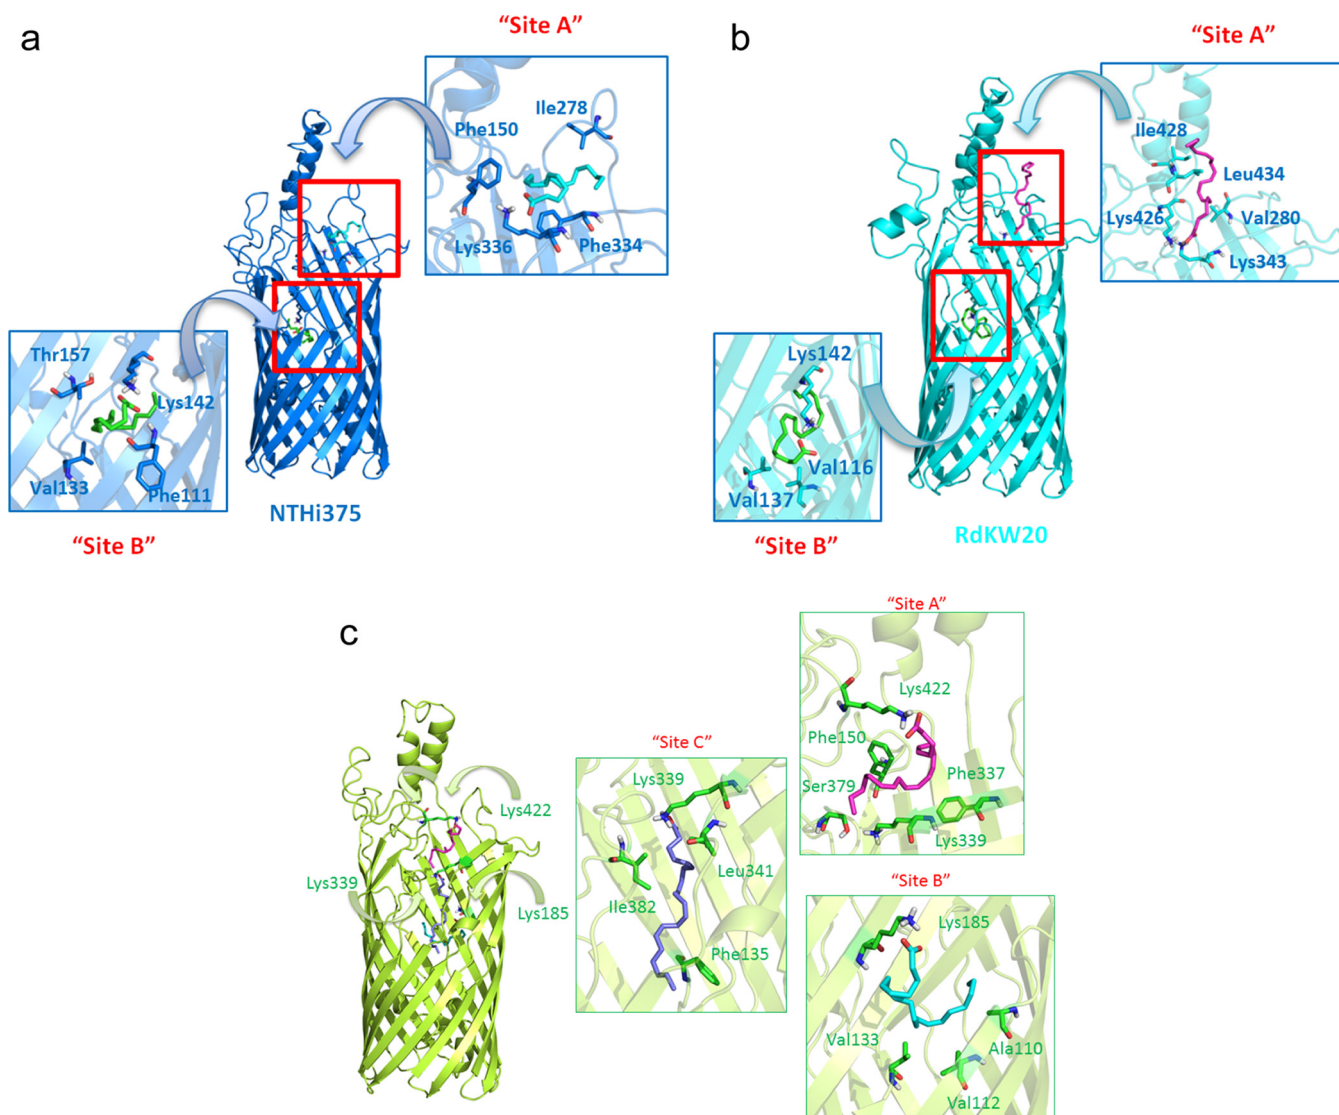 a
"Site A"
Ile278
Phe150
Lys336
Phe334
Thr157
Lys142
Val133
Phe111
NTHi375
"Site B"
b
"Site A"
Ile428
Leu434
Lys426
Val280
Lys343
Lys142
Val116
Val137
"Site B"
RdKW20
c
Lys422
Lys339
Lys185
"Site C"
Lys339
Leu341
Ile382
Phe135
"Site A"
Lys422
Phe150
Phe337
Ser379
Lys339
"Site B"
Lys185
Val133
Ala110
Val112